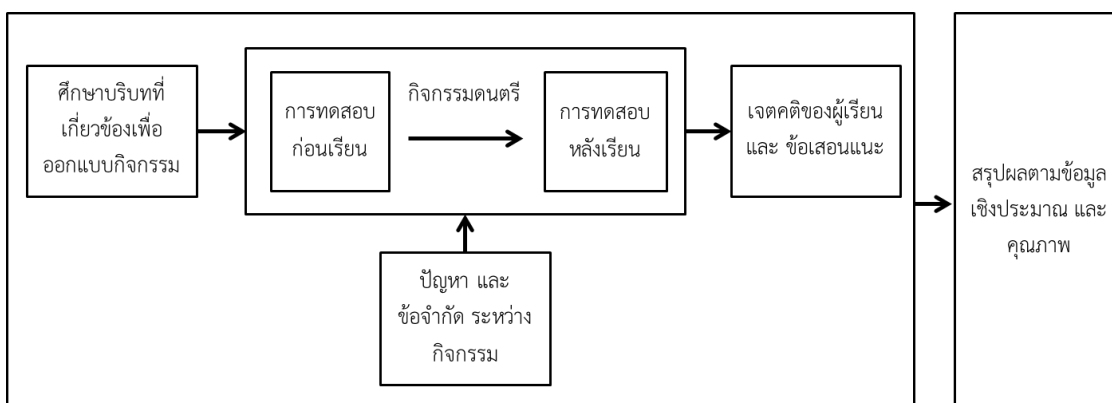 ศึกษาบริบทที่
เกี่ยวข้องเพื่อ
ออกแบบกิจกรรม
การทดสอบ
ก่อนเรียน
กิจกรรมดนตรี
การทดสอบ
หลังเรียน
เจตคติของผู้เรียน
และ ข้อเสอนแนะ
ปัญหา และ
ข้อจำกัด ระหว่าง
กิจกรรม
สรุปผลตามข้อมูล
เชิงประมาณ และ
คุณภาพ